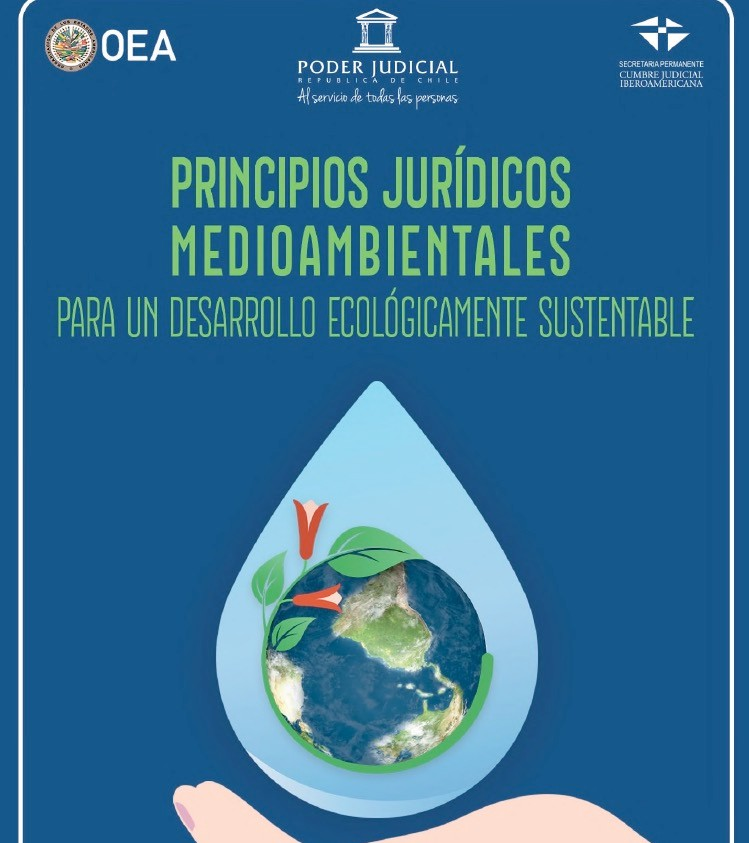 OEA
PODER JUDICIAL
REPÚBLICA DE CHILE
Al servicio de todas las personas
SECRETARIA PERMANENTE
CUMBRE JUDICIAL
IBEROAMERICANA
PRINCIPIOS JURÍDICOS
MEDIOAMBIENTALES
PARA UN DESARROLLO ECOLÓGICAMENTE SUSTENTABLE